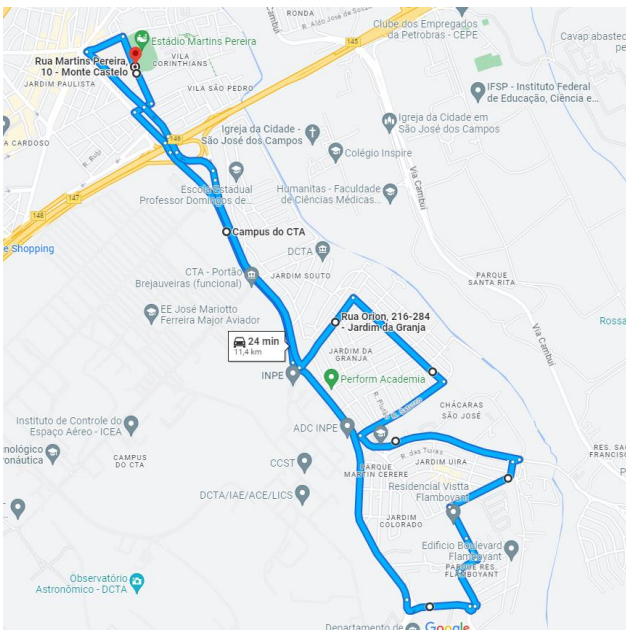 RONDA
R. Aldo José de Souza
Cambuí
Clube dos Empregados
da Petrobras - CEPE
Cavap abastec
Estádio Martins Pereira
145
Rua Martins Pereira,
10 - Monte Castelo
VILA
CORINTHIANS
JARDIM PAULISTA
VILA SÃO PEDRO
IFSP - Instituto Federal
de Educação, Ciência e...
146
Igreja da Cidade -
São José dos Campos
Igreja da Cidade em
São José dos Campos
A CARDOSO
Colégio Inspire
Via Cambuí
147
Escola Estadual
Professor Domingos de...
Humanitas - Faculdade
de Ciências Médicas...
148
Campus do CTA
e Shopping
DCTA
CTA - Portão
Brejauveiras (funcional)
JARDIM SOUTO
PARQUE
SANTA RITA
EE José Mariotto
Ferreira Major Aviador
Rua Orion, 216-284
- Jardim da Granja
Rossa
Via Cambuí
24 min
11,4 km
JARDIM DA
GRANJA
INPE
Perform Academia
CHÁCARAS
SÃO JOSÉ
Instituto de Controle do
Espaço Aéreo - ICEA
ADC INPE
R. das Tuiras
RES. SA
FRANCISC
nológico
ronáutica
CAMPUS
DO CTA
CCST
PARQUE
MARTIN CERERE
JARDIM UIRA
Residencial Vistta
Flamboyant
DCTA/IAE/ACE/LICS
JARDIM
COLORADO
Edificio Boulevard
Flamboyant
PARQUE RES.
FLAMBOYANT
Observatório
Astronômico - DCTA
Departamento de
Google